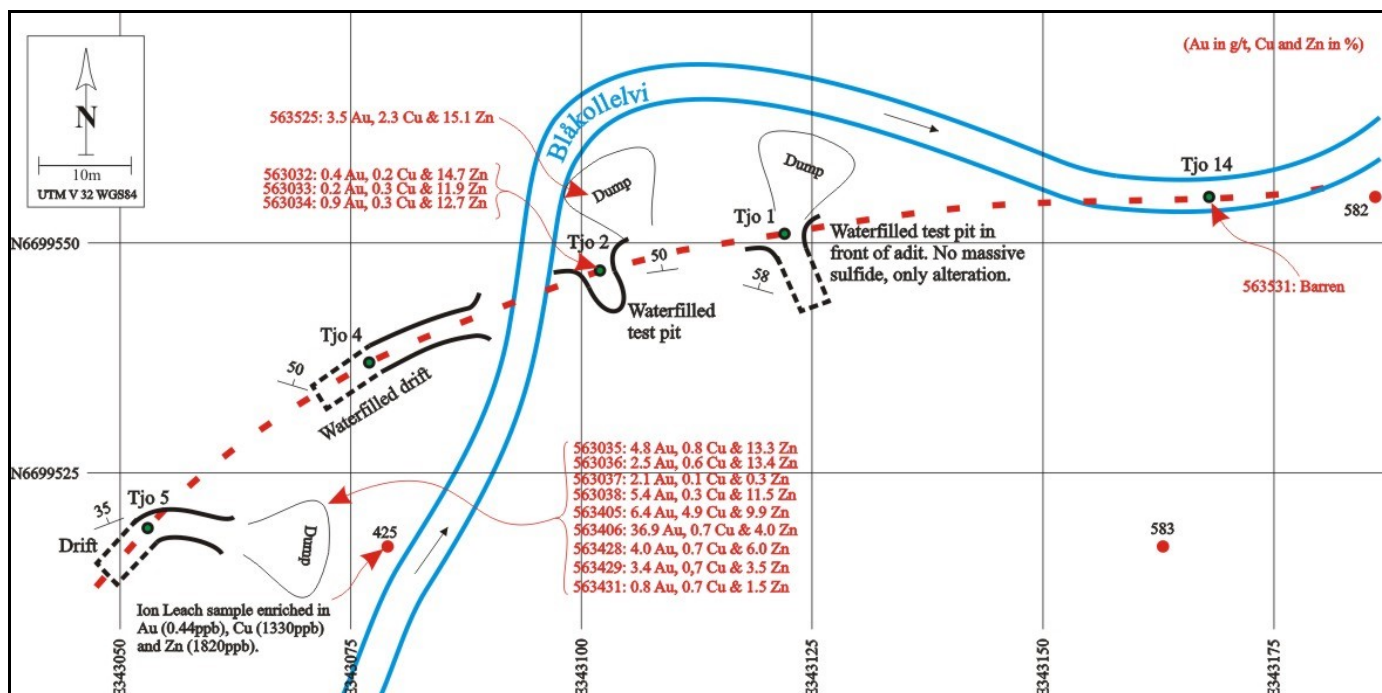 (Au in g/t, Cu and Zn in %)
N
10m
UTM V 32 WGS84
Blåkollelvi
563525: 3.5 Au, 2.3 Cu & 15.1 Zn
563032: 0.4 Au, 0.2 Cu & 14.7 Zn
563033: 0.2 Au, 0.3 Cu & 11.9 Zn
563034: 0.9 Au, 0.3 Cu & 12.7 Zn
Dump
Dump
Tjo 14
582
N6699550
Tjo 2
50
Tjo 1
58
Waterfilled test pit in
front of adit. No massive
sulfide, only alteration.
563531: Barren
Waterfilled
test pit
Tjo 4
50
Waterfilled drift
N6699525
563035: 4.8 Au, 0.8 Cu & 13.3 Zn
563036: 2.5 Au, 0.6 Cu & 13.4 Zn
563037: 2.1 Au, 0.1 Cu & 0.3 Zn
563038: 5.4 Au, 0.3 Cu & 11.5 Zn
563405: 6.4 Au, 4.9 Cu & 9.9 Zn
563406: 36.9 Au, 0.7 Cu & 4.0 Zn
563428: 4.0 Au, 0.7 Cu & 6.0 Zn
563429: 3.4 Au, 0,7 Cu & 3.5 Zn
563431: 0.8 Au, 0.7 Cu & 1.5 Zn
Tjo 5
35
Drift
Dump
425
583
Ion Leach sample enriched in
Au (0.44ppb), Cu (1330ppb)
and Zn (1820ppb).
3343050
3343075
3343100
3343125
3343150
3343175